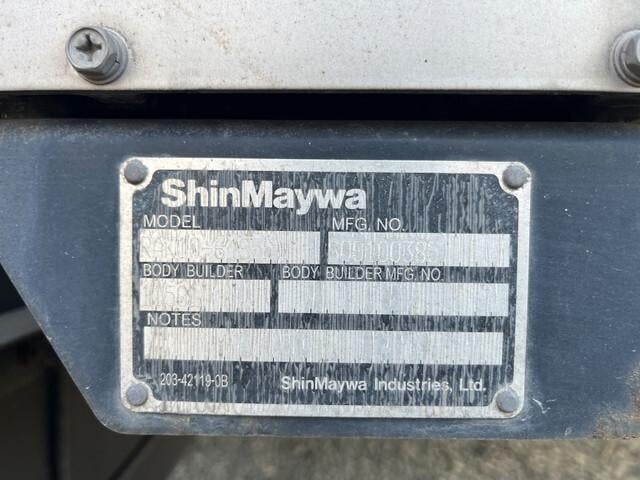 ShinMaywa
MODEL MFG. NO.
BODY BUILDER BODY BUILDER MFG. NO.
NOTES
203-42119-0B ShinMaywa Industries, Ltd.